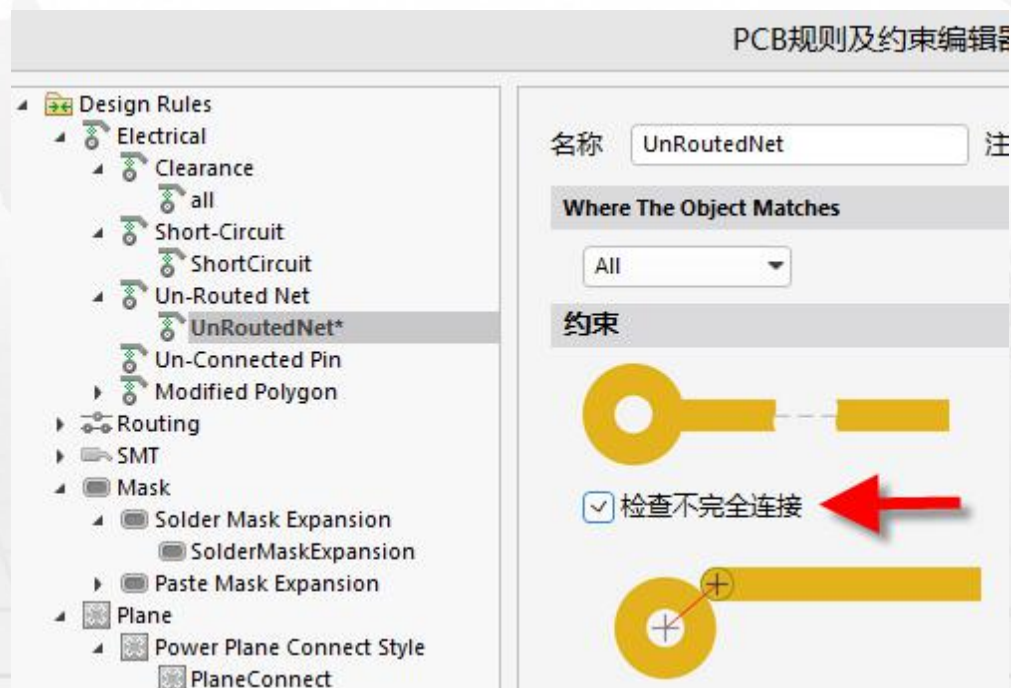 PCB规则及约束编辑器
Design Rules
Electrical
Clearance
all
Short-Circuit
ShortCircuit
Un-Routed Net
UnRoutedNet*
Un-Connected Pin
Modified Polygon
Routing
SMT
Mask
Solder Mask Expansion
SolderMaskExpansion
Paste Mask Expansion
Plane
Power Plane Connect Style
PlaneConnect
名称 UnRoutedNet 注
Where The Object Matches
All
约束
检查不完全连接